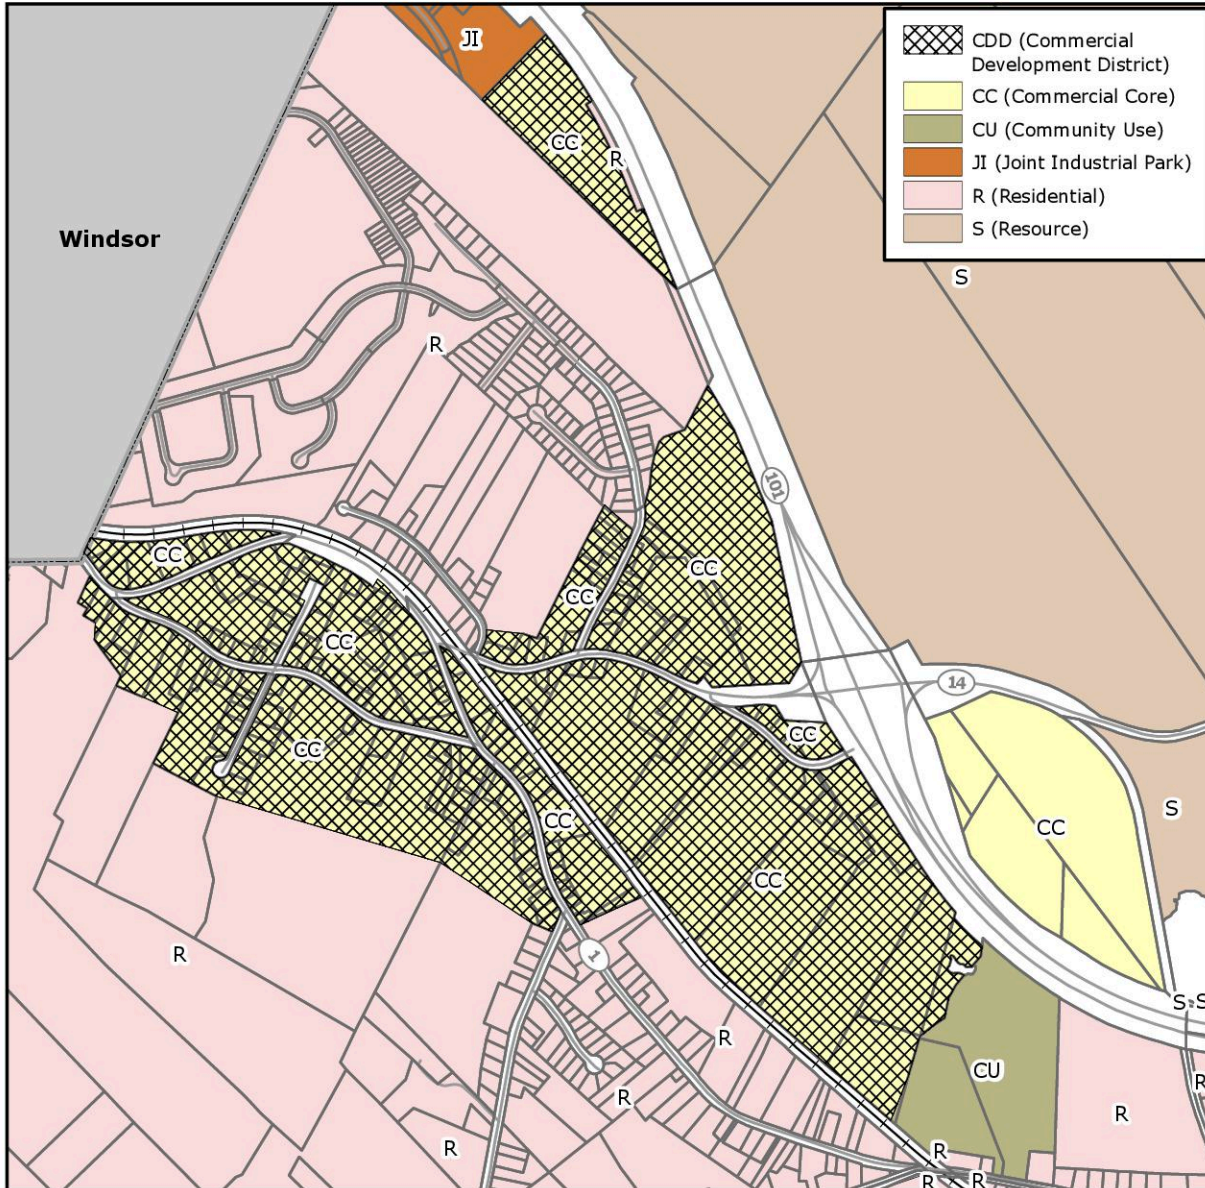 JI
CDD (Commercial
Development District)
CC (Commercial Core)
CU (Community Use)
JI (Joint Industrial Park)
R (Residential)
S (Resource)
CC
R
Windsor
S
R
101
CC
CC
CC
CC
14
CC
CC
S
CC
CC
CC
R
1
S
S
R
CU
R
R
R
R
R
R
R